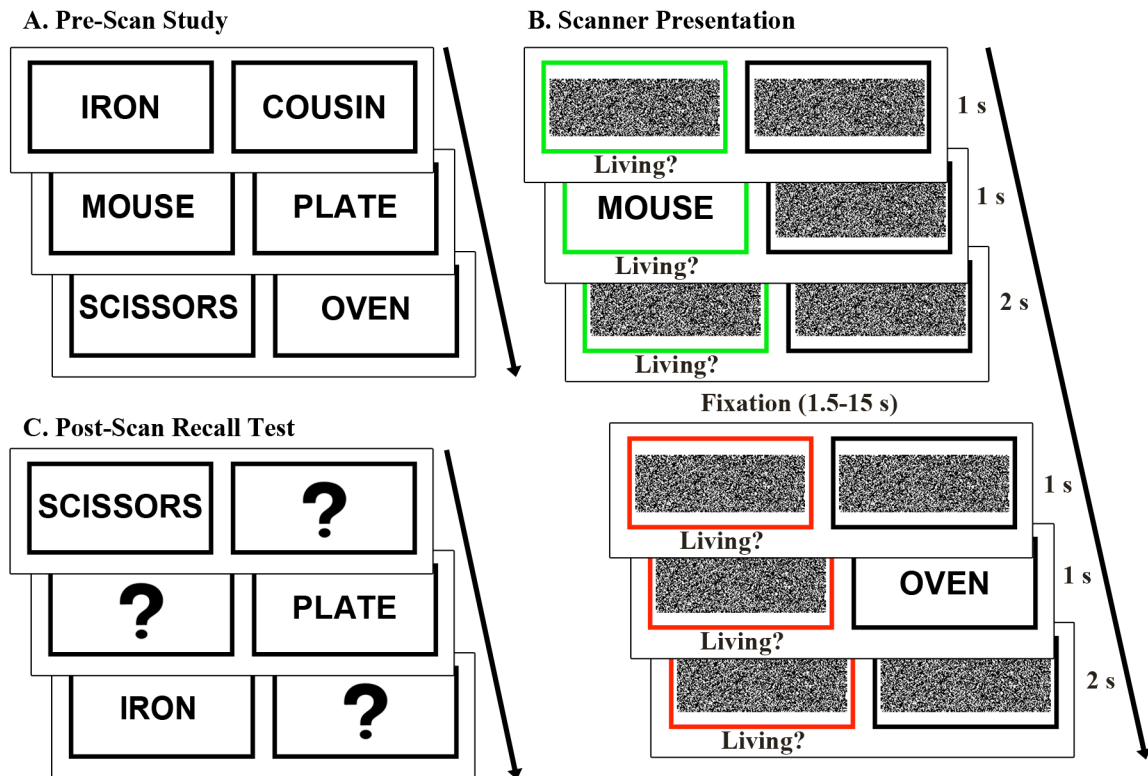 A. Pre-Scan Study
IRON COUSIN
MOUSE PLATE
SCISSORS OVEN
B. Scanner Presentation
1 s
Living?
MOUSE
1 s
Living?
2 s
Living?
Fixation (1.5-15 s)
1 s
Living?
OVEN
1 s
Living?
2 s
Living?
C. Post-Scan Recall Test
SCISSORS ?
? PLATE
IRON ?